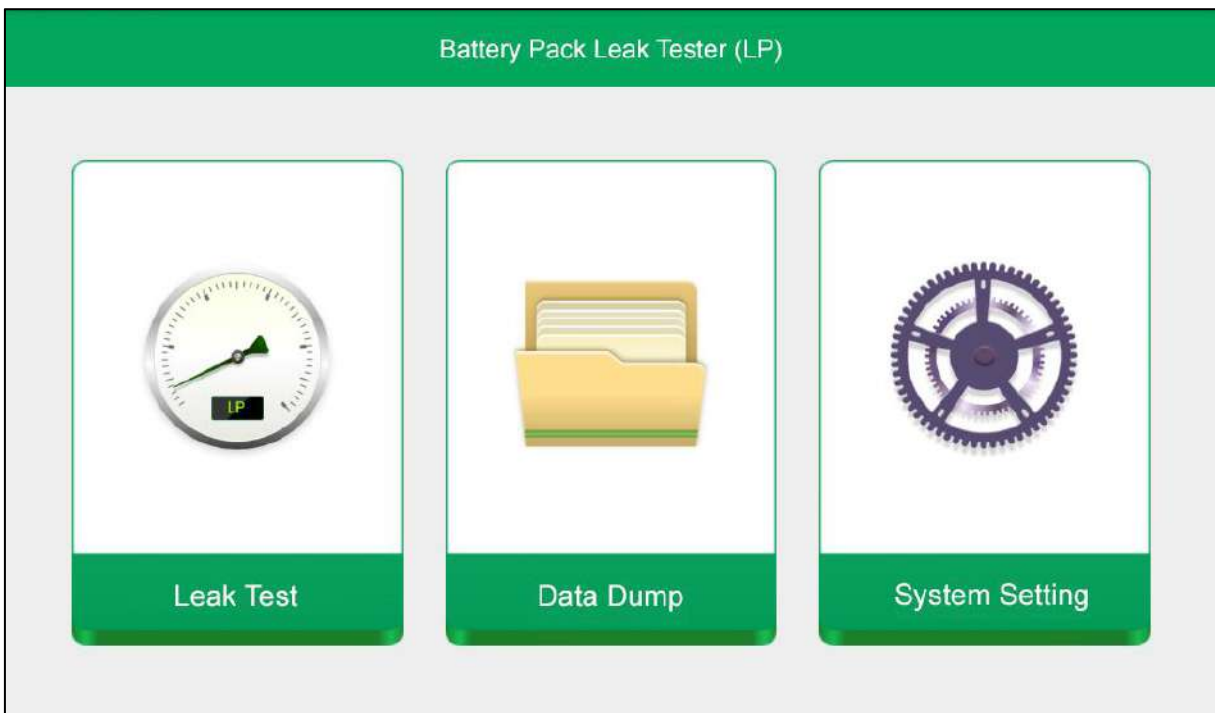 Battery Pack Leak Tester (LP)
LP
Leak Test
Data Dump
System Setting